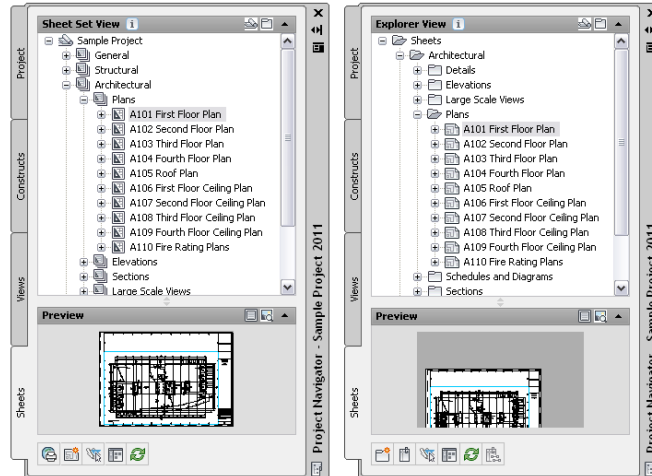 Sheet Set View
Sample Project
General
Structural
Architectural
Plans
A101 First Floor Plan
A102 Second Floor Plan
A103 Third Floor Plan
A104 Fourth Floor Plan
A105 Roof Plan
A106 First Floor Ceiling Plan
A107 Second Floor Ceiling Plan
A108 Third Floor Ceiling Plan
A109 Fourth Floor Ceiling Plan
A110 Fire Rating Plans
Elevations
Sections
Large Scale Views
Preview
Project
Constructs
Views
Sheets
Project Navigator - Sample Project 2011
Explorer View
Sheets
Architectural
Details
Elevations
Large Scale Views
Plans
A101 First Floor Plan
A102 Second Floor Plan
A103 Third Floor Plan
A104 Fourth Floor Plan
A105 Roof Plan
A106 First Floor Ceiling Plan
A107 Second Floor Ceiling Plan
A108 Third Floor Ceiling Plan
A109 Fourth Floor Ceiling Plan
A110 Fire Rating Plans
Schedules and Diagrams
Sections
Preview
Project
Constructs
Views
Sheets
Project Navigator - Sample Project 2011